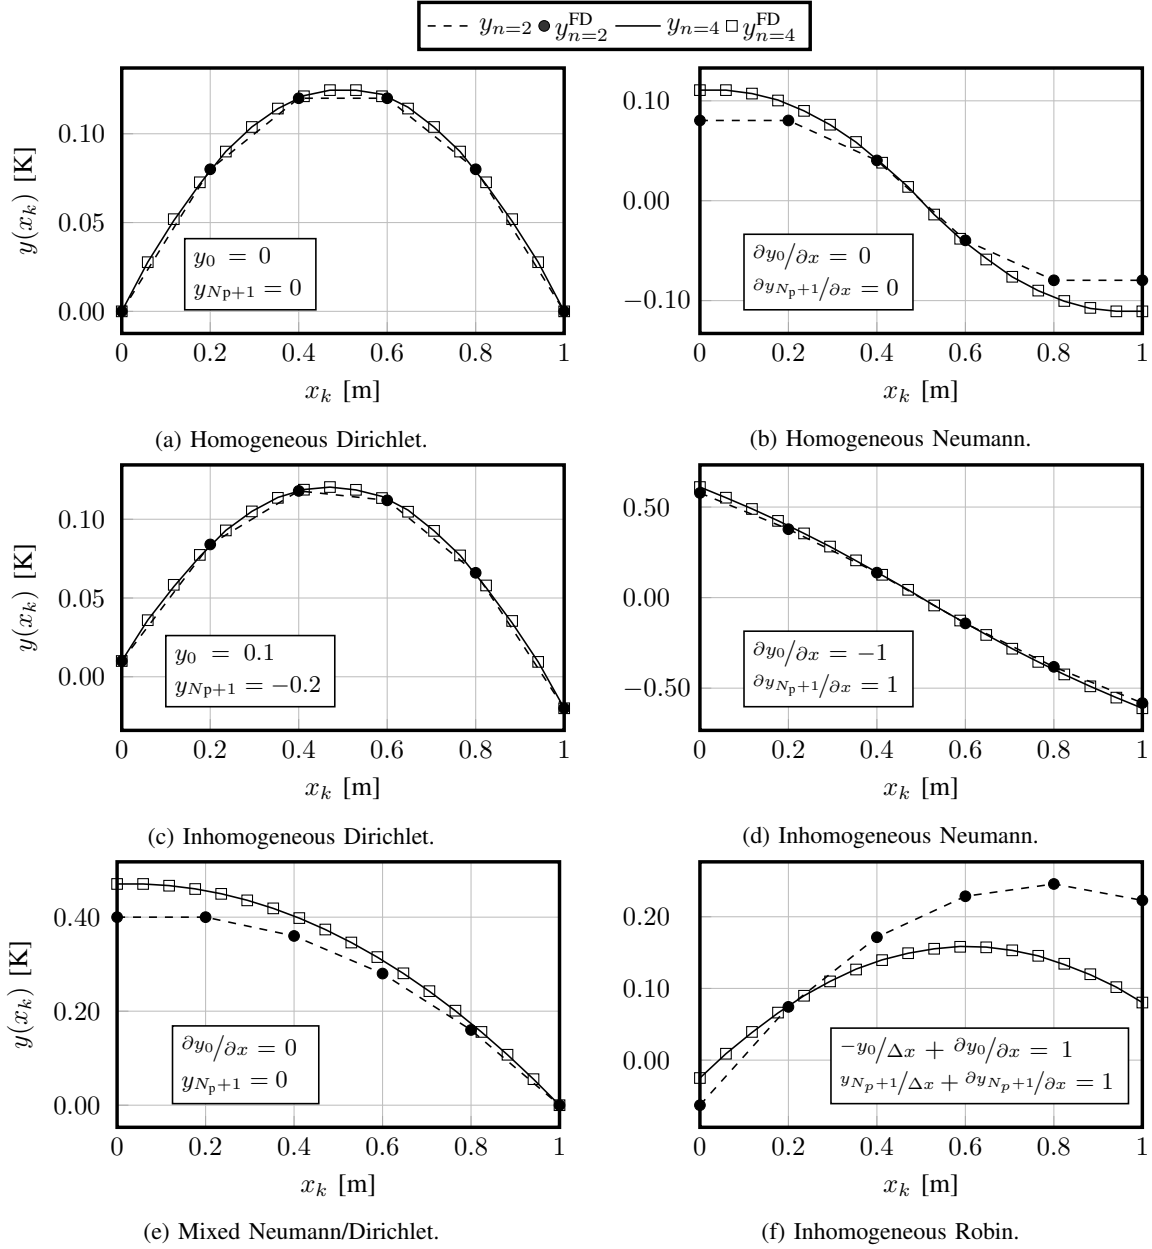 y_{n=2} y^{FD}_{n=2} y_{n=4} y^{FD}_{n=4}
y(x_k) [K]
0.10
0.05
0.00
y_0 = 0
y_{N_p+1} = 0
0 0.2 0.4 0.6 0.8 1
x_k [m]
(a) Homogeneous Dirichlet.
0.10
0.00
−0.10
∂y_0/∂x = 0
∂y_{N_p+1}/∂x = 0
0 0.2 0.4 0.6 0.8 1
x_k [m]
(b) Homogeneous Neumann.
y(x_k) [K]
0.10
0.05
0.00
y_0 = 0.1
y_{N_p+1} = −0.2
0 0.2 0.4 0.6 0.8 1
x_k [m]
(c) Inhomogeneous Dirichlet.
0.50
0.00
−0.50
∂y_0/∂x = −1
∂y_{N_p+1}/∂x = 1
0 0.2 0.4 0.6 0.8 1
x_k [m]
(d) Inhomogeneous Neumann.
y(x_k) [K]
0.40
0.20
0.00
∂y_0/∂x = 0
y_{N_p+1} = 0
0 0.2 0.4 0.6 0.8 1
x_k [m]
(e) Mixed Neumann/Dirichlet.
0.20
0.10
0.00
−y_0/Δx + ∂y_0/∂x = 1
y_{N_p+1}/Δx + ∂y_{N_p+1}/∂x = 1
0 0.2 0.4 0.6 0.8 1
x_k [m]
(f) Inhomogeneous Robin.